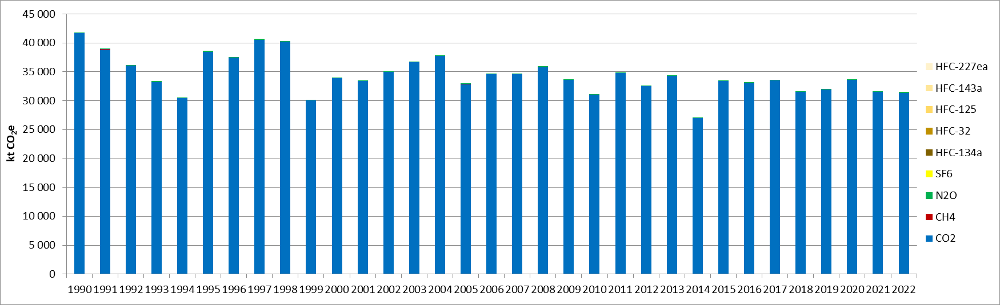 45 000
40 000
35 000
30 000
25 000
20 000
15 000
10 000
5 000
0
kt CO₂e
1990 1991 1992 1993 1994 1995 1996 1997 1998 1999 2000 2001 2002 2003 2004 2005 2006 2007 2008 2009 2010 2011 2012 2013 2014 2015 2016 2017 2018 2019 2020 2021 2022
HFC-227ea
HFC-143a
HFC-125
HFC-32
HFC-134a
SF6
N2O
CH4
CO2